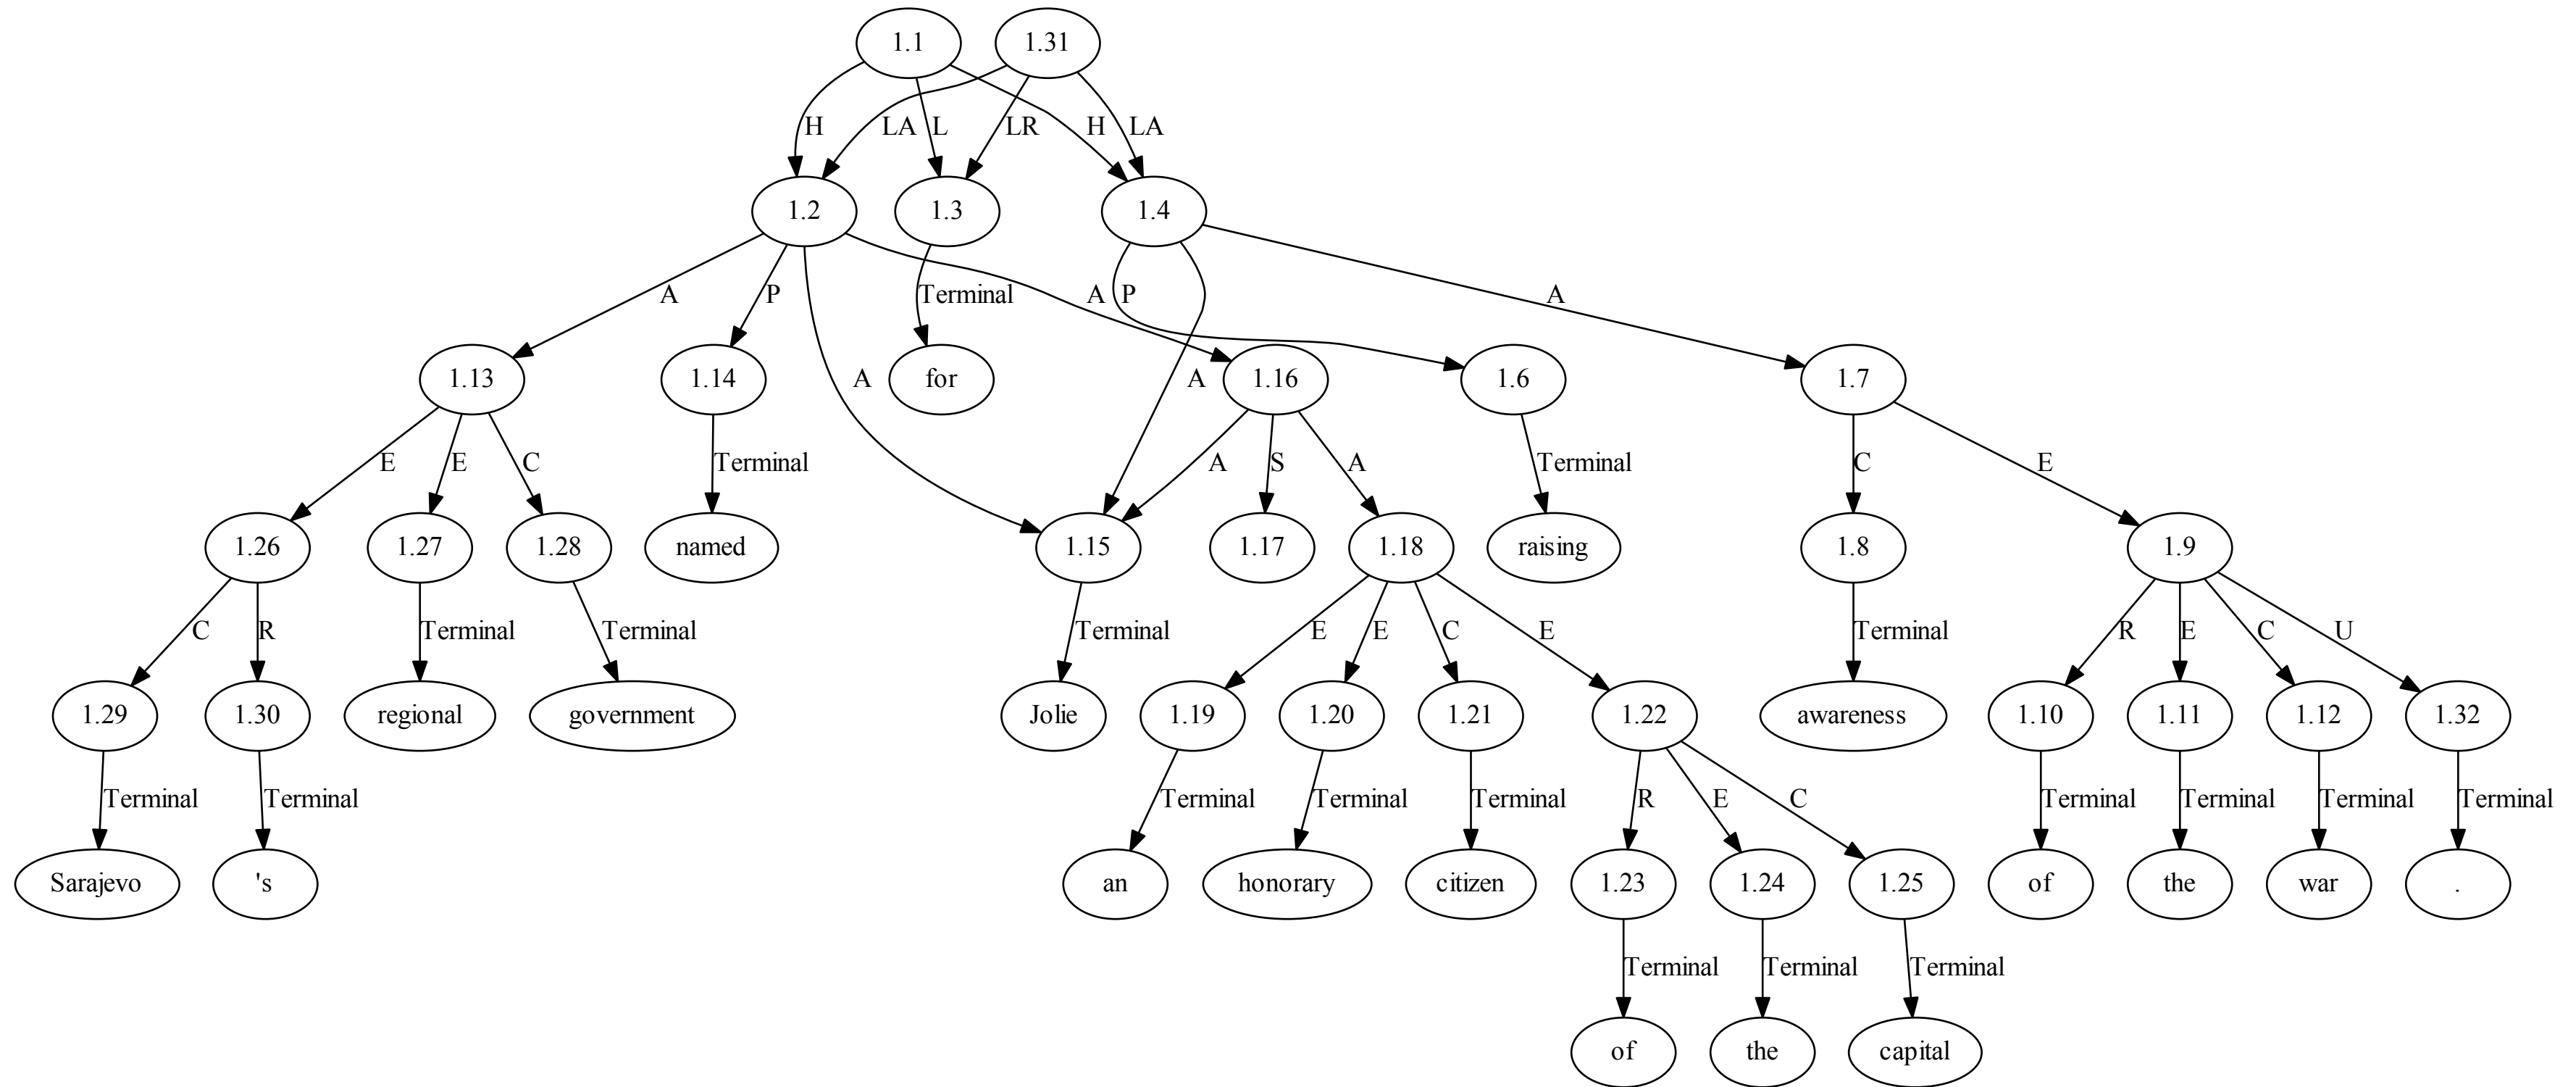 1.1 1.31
H LA L LR H LA
1.2 1.3 1.4
A P A Terminal A P A A
1.13 1.14 for 1.16 1.6 1.7
E E C Terminal A S A Terminal C E
1.26 1.27 1.28 named 1.15 1.17 1.18 raising 1.8 1.9
C R Terminal Terminal Terminal E E C E Terminal R E C U
1.29 1.30 regional government Jolie 1.19 1.20 1.21 1.22 awareness 1.10 1.11 1.12 1.32
Terminal Terminal Terminal Terminal Terminal R E C Terminal Terminal Terminal Terminal
Sarajevo 's an honorary citizen 1.23 1.24 1.25 of the war .
Terminal Terminal Terminal
of the capital